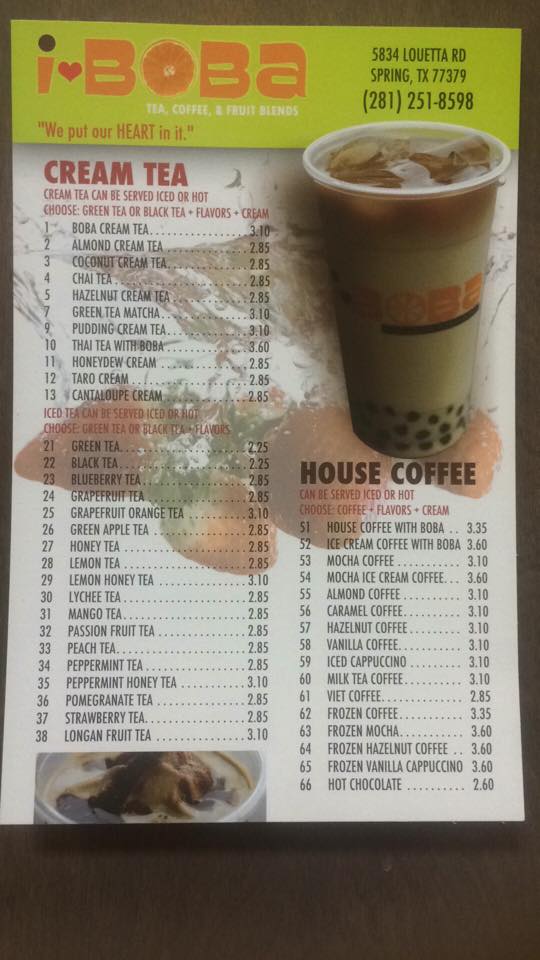 i♥BOBA
TEA, COFFEE, & FRUIT BLENDS
"We put our HEART in it."
5834 LOUETTA RD
SPRING, TX 77379
(281) 251-8598
CREAM TEA
CREAM TEA CAN BE SERVED ICED OR HOT
CHOOSE: GREEN TEA OR BLACK TEA + FLAVORS + CREAM
1 BOBA CREAM TEA 3.10
2 ALMOND CREAM TEA 2.85
3 COCONUT CREAM TEA 2.85
4 CHAI TEA 2.85
5 HAZELNUT CREAM TEA 2.85
7 GREEN TEA MATCHA 3.10
9 PUDDING CREAM TEA 3.10
10 THAI TEA WITH BOBA 3.60
11 HONEYDEW CREAM 2.85
12 TARO CREAM 2.85
13 CANTALOUPE CREAM 2.85
ICED TEA CAN BE SERVED ICED OR HOT
CHOOSE: GREEN TEA OR BLACK TEA + FLAVORS
21 GREEN TEA 2.25
22 BLACK TEA 2.25
23 BLUEBERRY TEA 2.85
24 GRAPEFRUIT TEA 2.85
25 GRAPEFRUIT ORANGE TEA 3.10
26 GREEN APPLE TEA 2.85
27 HONEY TEA 2.85
28 LEMON TEA 2.85
29 LEMON HONEY TEA 3.10
30 LYCHEE TEA 2.85
31 MANGO TEA 2.85
32 PASSION FRUIT TEA 2.85
33 PEACH TEA 2.85
34 PEPPERMINT TEA 2.85
35 PEPPERMINT HONEY TEA 3.10
36 POMEGRANATE TEA 2.85
37 STRAWBERRY TEA 2.85
38 LONGAN FRUIT TEA 3.10
BOBA
HOUSE COFFEE
CAN BE SERVED ICED OR HOT
CHOOSE: COFFEE + FLAVORS + CREAM
51 HOUSE COFFEE WITH BOBA 3.35
52 ICE CREAM COFFEE WITH BOBA 3.60
53 MOCHA COFFEE 3.10
54 MOCHA ICE CREAM COFFEE 3.60
55 ALMOND COFFEE 3.10
56 CARAMEL COFFEE 3.10
57 HAZELNUT COFFEE 3.10
58 VANILLA COFFEE 3.10
59 ICED CAPPUCCINO 3.10
60 MILK TEA COFFEE 3.10
61 VIET COFFEE 2.85
62 FROZEN COFFEE 3.35
63 FROZEN MOCHA 3.60
64 FROZEN HAZELNUT COFFEE 3.60
65 FROZEN VANILLA CAPPUCCINO 3.60
66 HOT CHOCOLATE 2.60